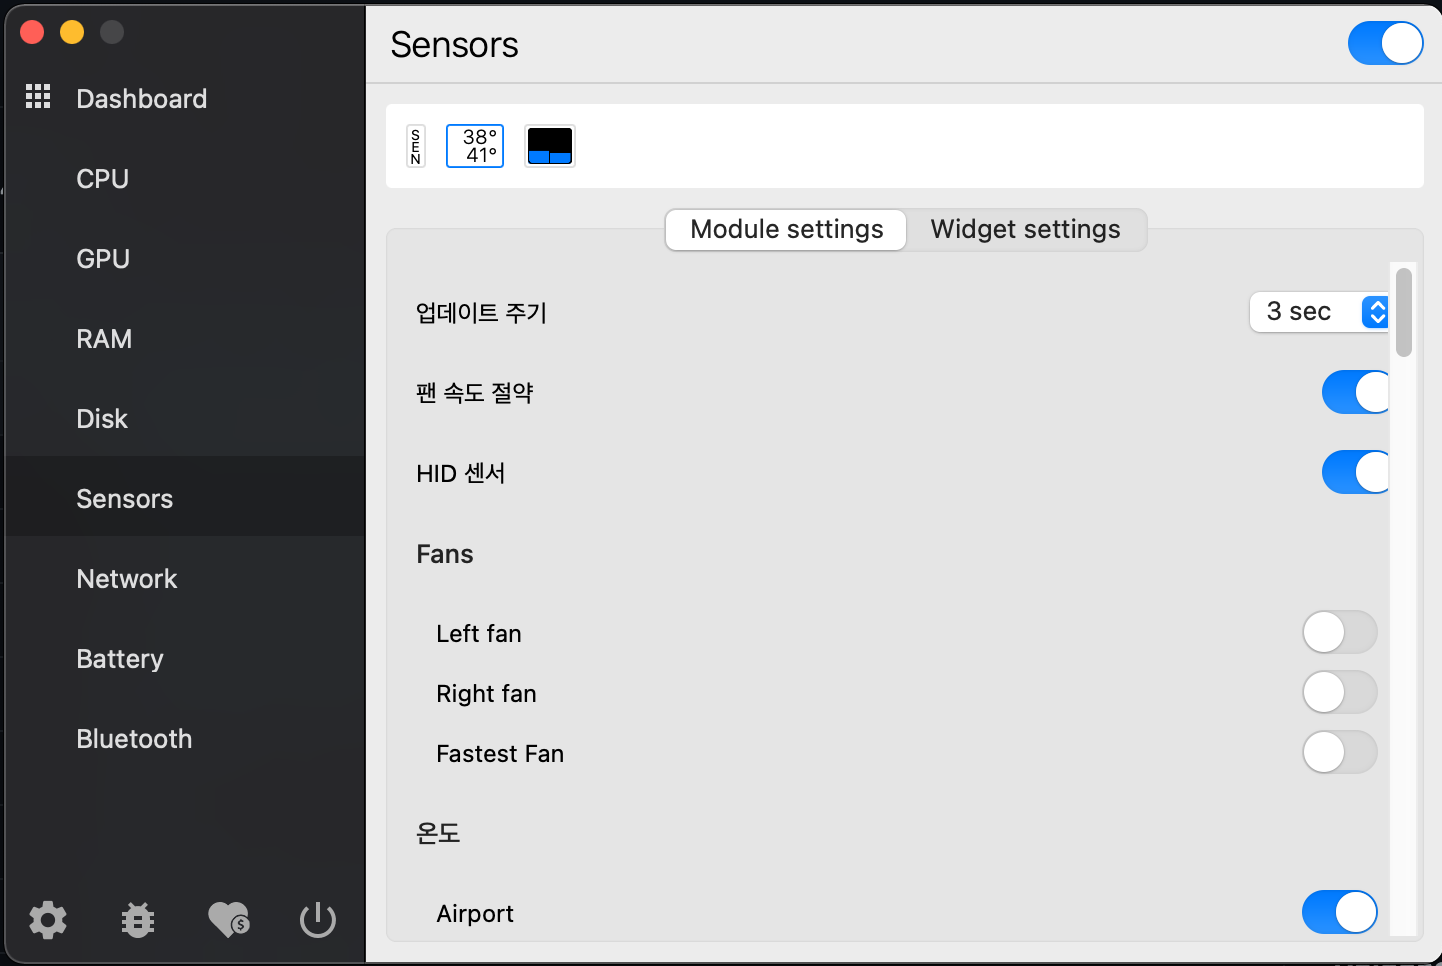 Sensors
Dashboard
CPU
GPU
RAM
Disk
Sensors
Network
Battery
Bluetooth
SEN
38°
41°
Module settings
Widget settings
업데이트 주기
3 sec
팬 속도 절약
HID 센서
Fans
Left fan
Right fan
Fastest Fan
온도
Airport